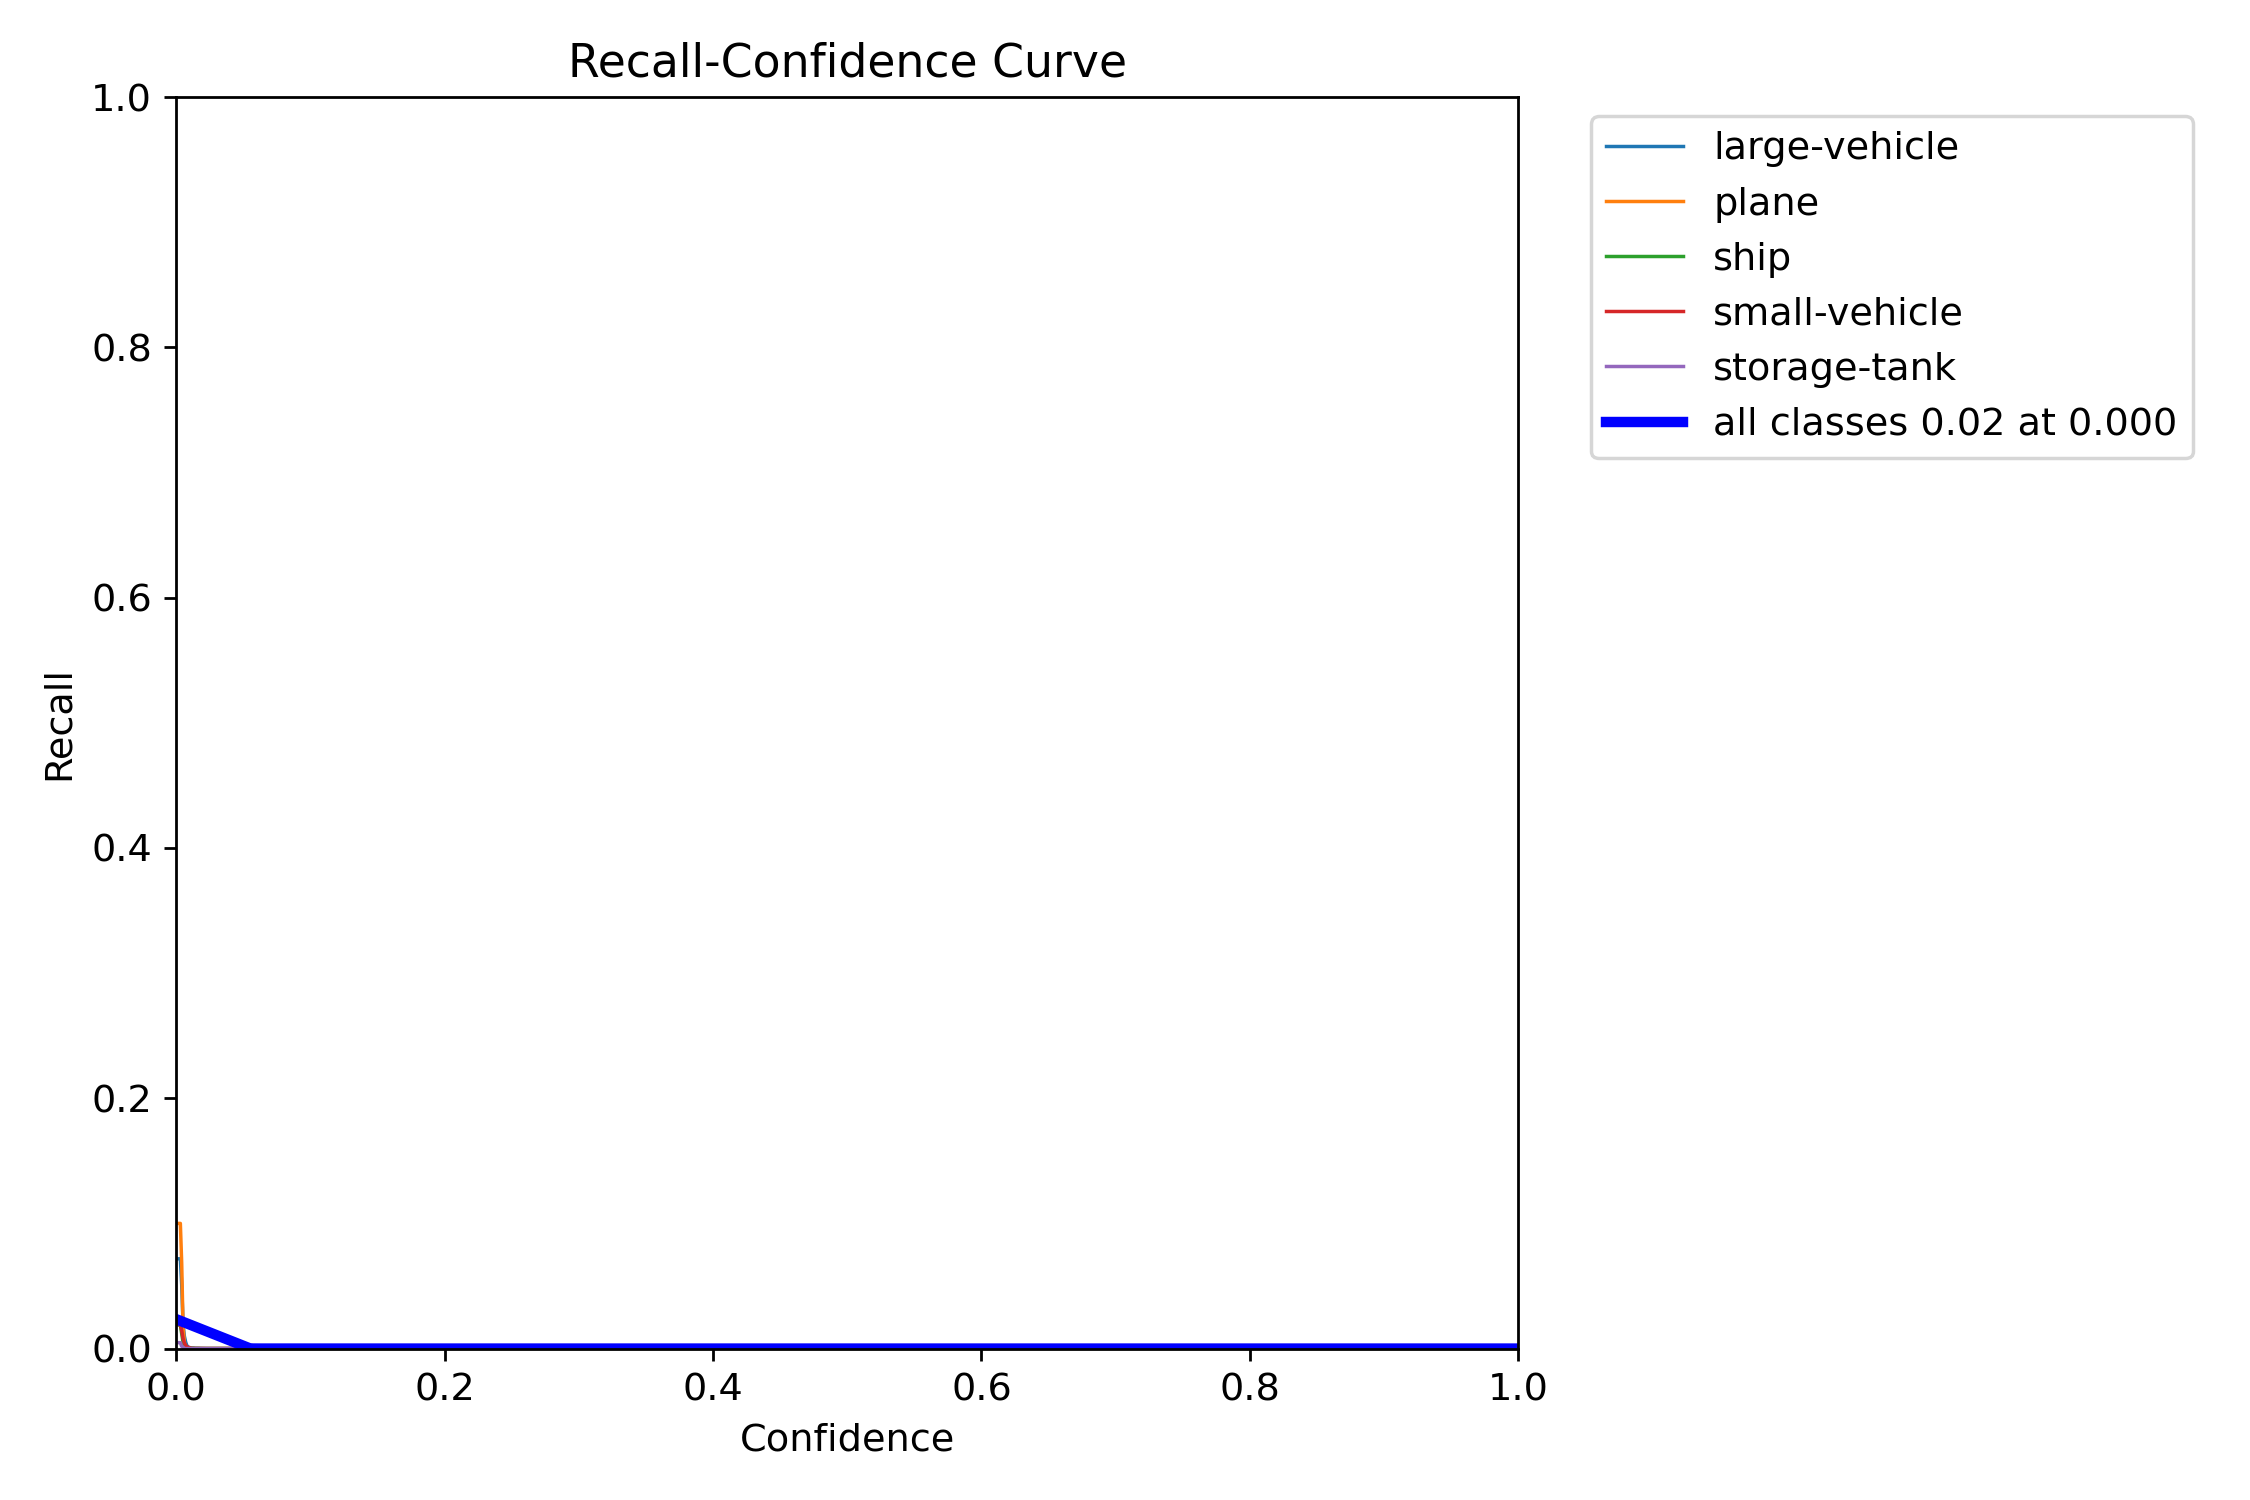 Recall-Confidence Curve
1.0
0.8
0.6
0.4
0.2
0.0
Recall
0.0 0.2 0.4 0.6 0.8 1.0
Confidence
large-vehicle
plane
ship
small-vehicle
storage-tank
all classes 0.02 at 0.000